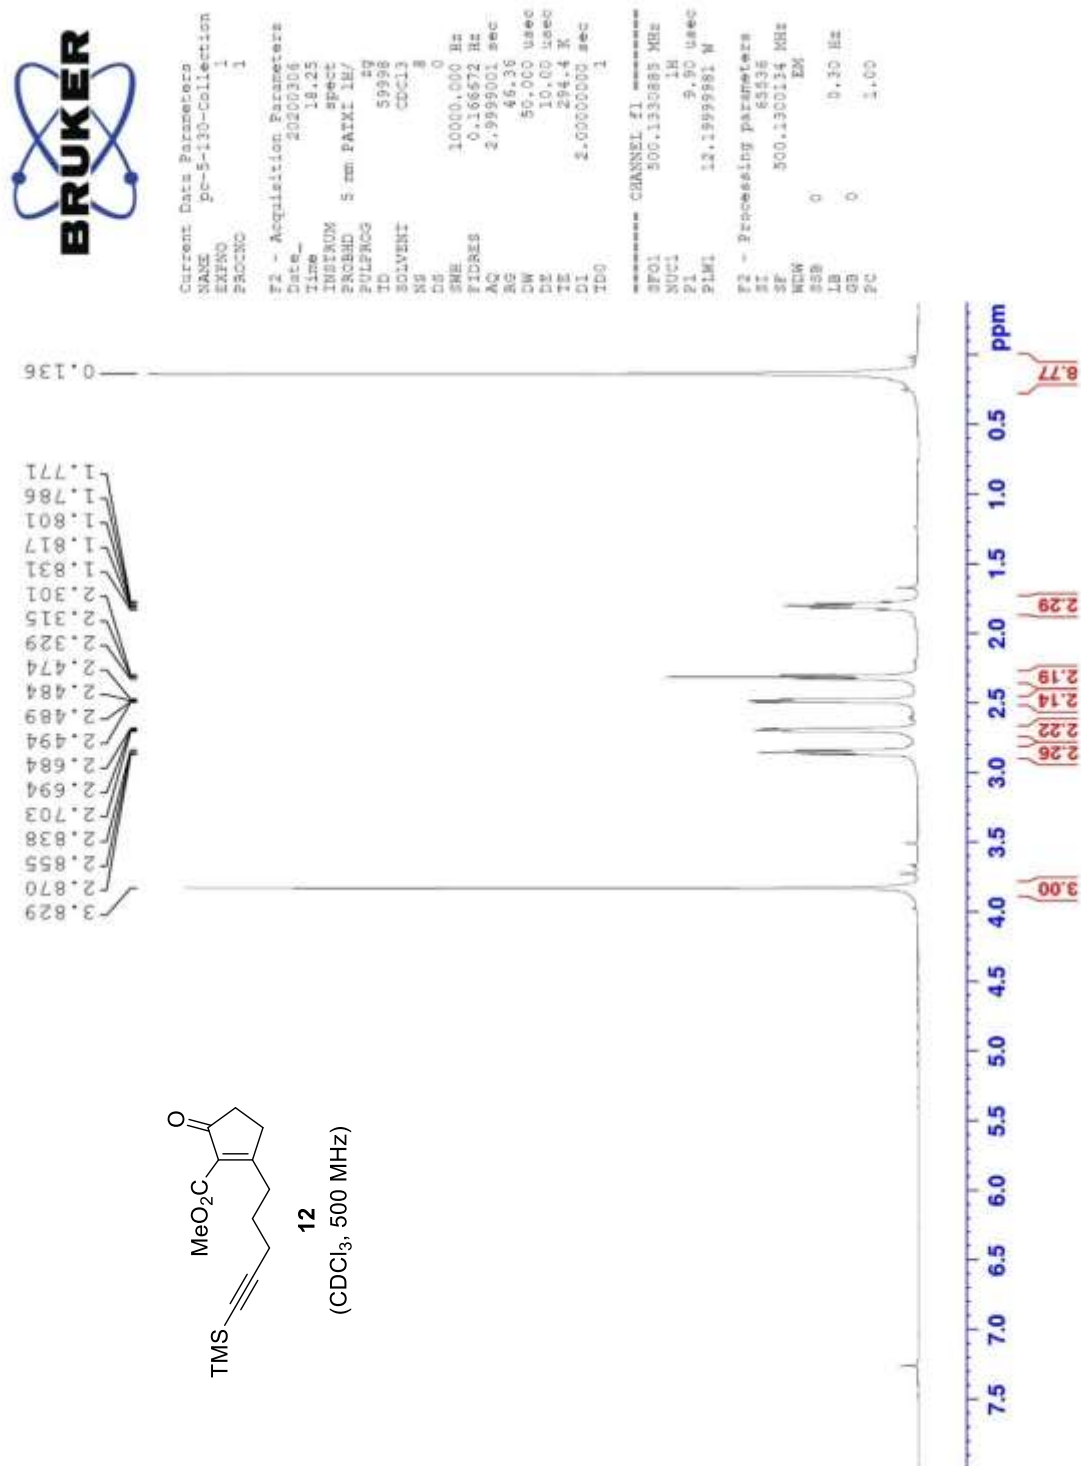 BRUKER
Current Data Parameters
NAME pc-5-130-Collection
EXPNO 1
PROCNO 1
F2 - Acquisition Parameters
Date_ 20200306
Time 18.25
INSTRUM spect
PROBHD 5 mm PATXI 1H/
PULPROG zg
TD 59998
SOLVENT CDCl3
NS 8
DS 0
SWH 10000.000 Hz
FIDRES 0.166672 Hz
AQ 2.9999001 sec
RG 46.36
DW 50.000 usec
DE 10.00 usec
TE 294.4 K
D1 2.00000000 sec
TD0 1
======== CHANNEL f1 ========
SFO1 500.1330885 MHz
NUC1 1H
P1 9.90 usec
PLW1 12.19999981 W
F2 - Processing parameters
SI 65536
SF 500.1300134 MHz
WDW EM
SSB 0
LB 0.30 Hz
GB 0
PC 1.00
3.829
2.870
2.855
2.838
2.703
2.694
2.684
2.494
2.489
2.484
2.474
2.329
2.315
2.301
1.831
1.817
1.801
1.786
1.771
0.136
O
MeO2C
TMS
12
(CDCl3, 500 MHz)
7.5 7.0 6.5 6.0 5.5 5.0 4.5 4.0 3.5 3.0 2.5 2.0 1.5 1.0 0.5 ppm
3.00 2.26 2.22 2.14 2.19 2.29 8.77